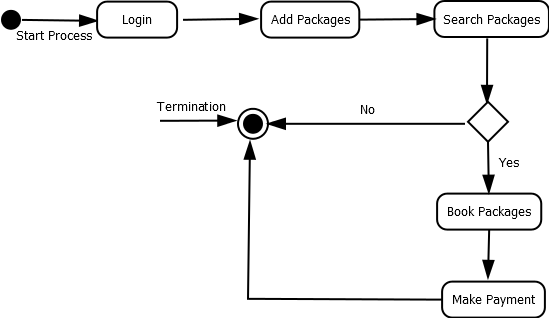 Login
Add Packages
Search Packages
Start Process
Termination
No
Yes
Book Packages
Make Payment